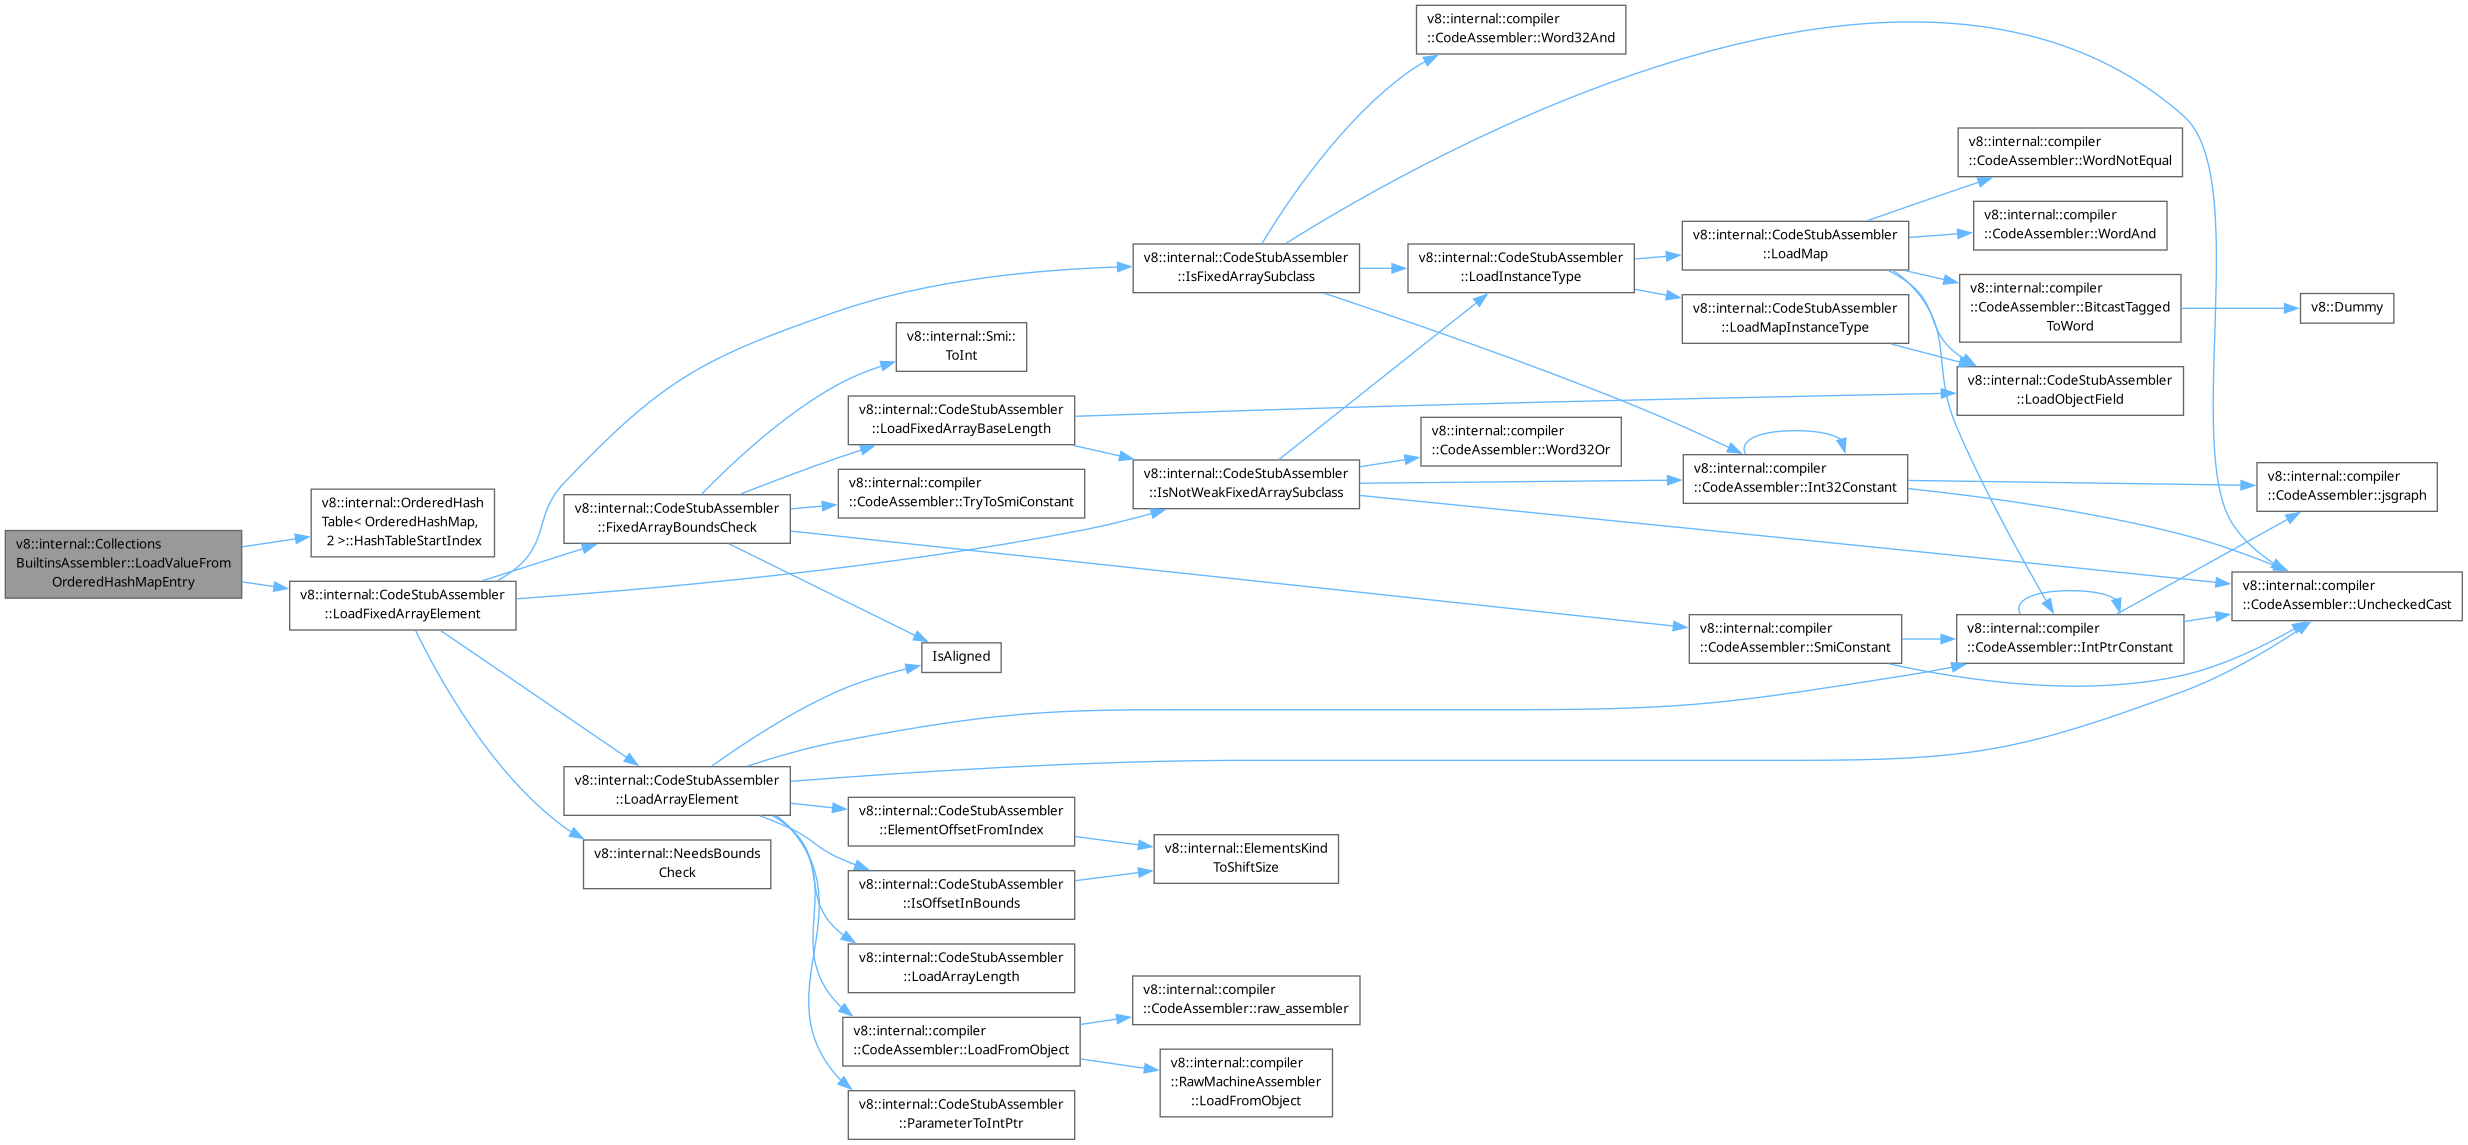 v8::internal::compiler
::CodeAssembler::Word32And
v8::internal::compiler
::CodeAssembler::WordNotEqual
v8::internal::compiler
::CodeAssembler::WordAnd
v8::internal::CodeStubAssembler
::LoadMap
v8::internal::CodeStubAssembler
::IsFixedArraySubclass
v8::internal::CodeStubAssembler
::LoadInstanceType
v8::internal::compiler
::CodeAssembler::BitcastTagged
ToWord
v8::Dummy
v8::internal::CodeStubAssembler
::LoadMapInstanceType
v8::internal::Smi::
ToInt
v8::internal::CodeStubAssembler
::LoadObjectField
v8::internal::CodeStubAssembler
::LoadFixedArrayBaseLength
v8::internal::compiler
::CodeAssembler::Word32Or
v8::internal::compiler
::CodeAssembler::TryToSmiConstant
v8::internal::CodeStubAssembler
::IsNotWeakFixedArraySubclass
v8::internal::compiler
::CodeAssembler::Int32Constant
v8::internal::compiler
::CodeAssembler::jsgraph
v8::internal::OrderedHash
Table< OrderedHashMap,
2 >::HashTableStartIndex
v8::internal::CodeStubAssembler
::FixedArrayBoundsCheck
v8::internal::Collections
BuiltinsAssembler::LoadValueFrom
OrderedHashMapEntry
v8::internal::CodeStubAssembler
::LoadFixedArrayElement
v8::internal::compiler
::CodeAssembler::UncheckedCast
v8::internal::compiler
::CodeAssembler::SmiConstant
v8::internal::compiler
::CodeAssembler::IntPtrConstant
IsAligned
v8::internal::CodeStubAssembler
::LoadArrayElement
v8::internal::CodeStubAssembler
::ElementOffsetFromIndex
v8::internal::NeedsBounds
Check
v8::internal::ElementsKind
ToShiftSize
v8::internal::CodeStubAssembler
::IsOffsetInBounds
v8::internal::CodeStubAssembler
::LoadArrayLength
v8::internal::compiler
::CodeAssembler::raw_assembler
v8::internal::compiler
::CodeAssembler::LoadFromObject
v8::internal::compiler
::RawMachineAssembler
::LoadFromObject
v8::internal::CodeStubAssembler
::ParameterToIntPtr